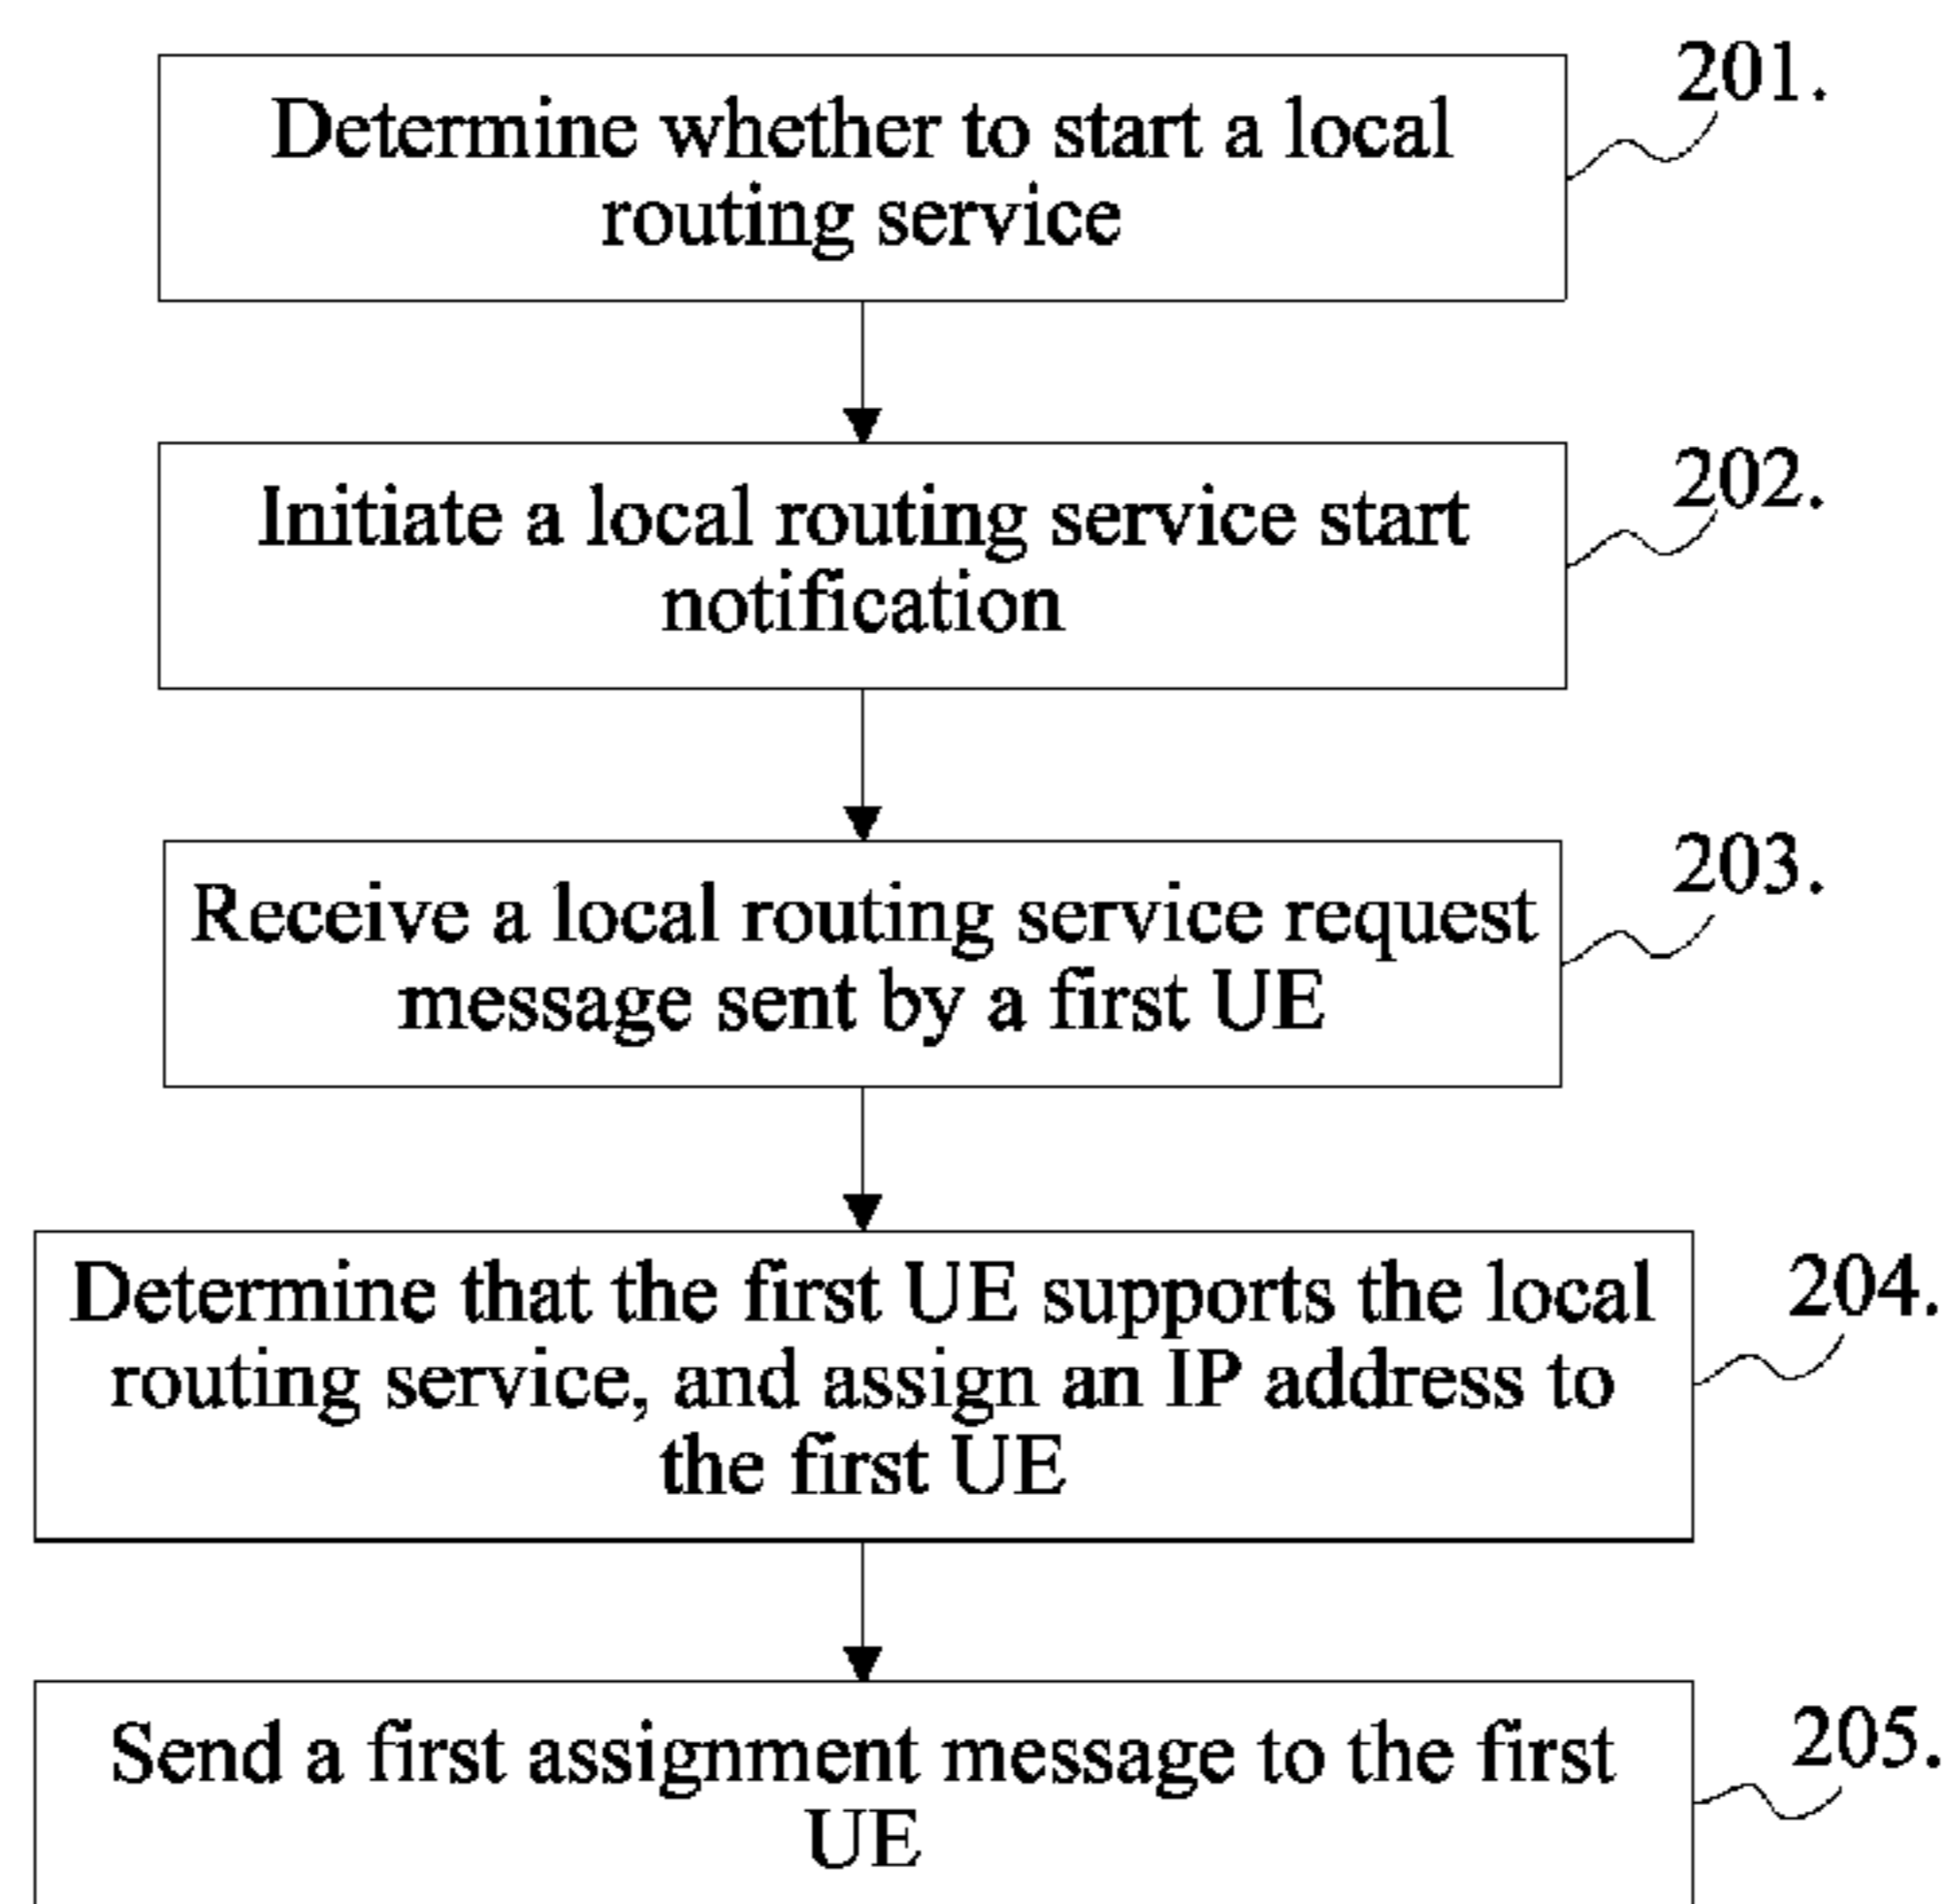 Determine whether to start a local
routing service
201.
Initiate a local routing service start
notification
202.
Receive a local routing service request
message sent by a first UE
203.
Determine that the first UE supports the local
routing service, and assign an IP address to
the first UE
204.
Send a first assignment message to the first
UE
205.